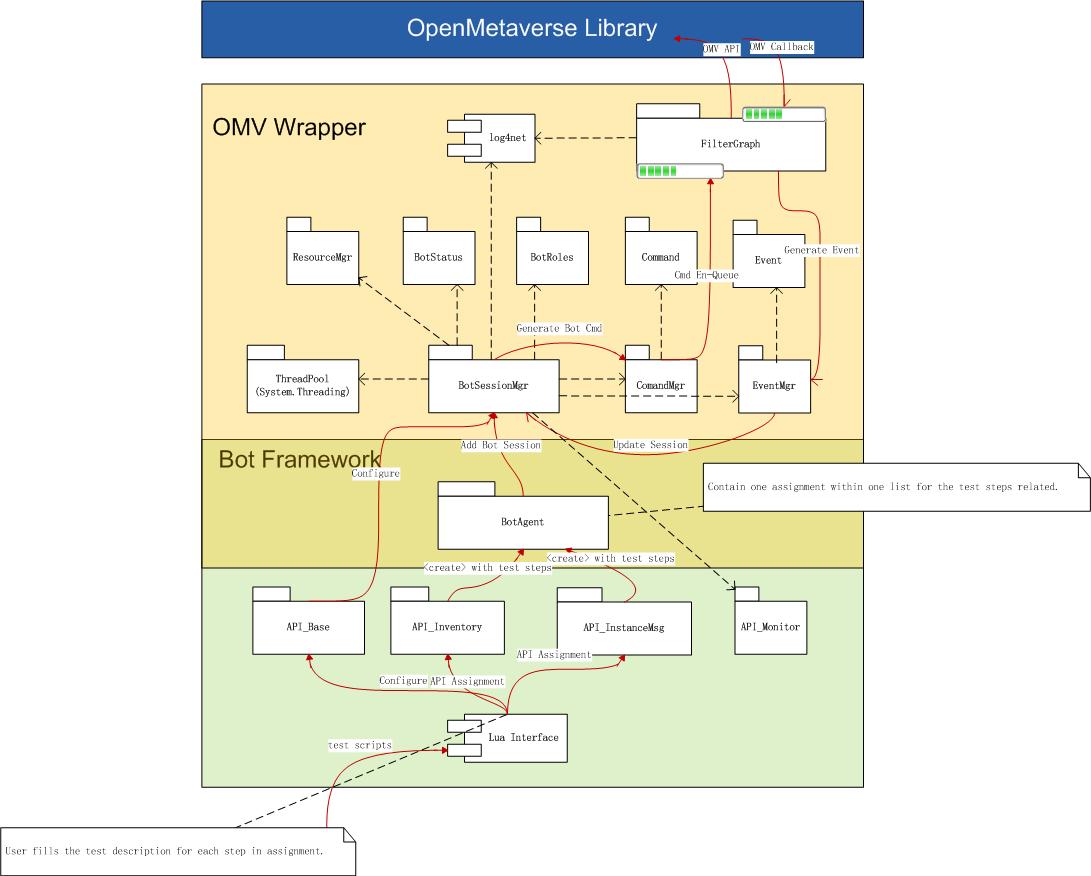 OpenMetaverse Library
OMV API
OMV Callback
OMV Wrapper
log4net
FilterGraph
ResourceMgr
BotStatus
BotRoles
Command
Event
Generate Event
Cmd En-Queue
Generate Bot Cmd
ThreadPool
(System.Threading)
BotSessionMgr
ComandMgr
EventMgr
Add Bot Session
Update Session
Bot Framework
Configure
Contain one assignment within one list for the test steps related.
BotAgent
<create> with test steps
<create> with test steps
API_Base
API_Inventory
API_InstanceMsg
API_Monitor
API Assignment
Configure
API Assignment
Lua Interface
test scripts
User fills the test description for each step in assignment.